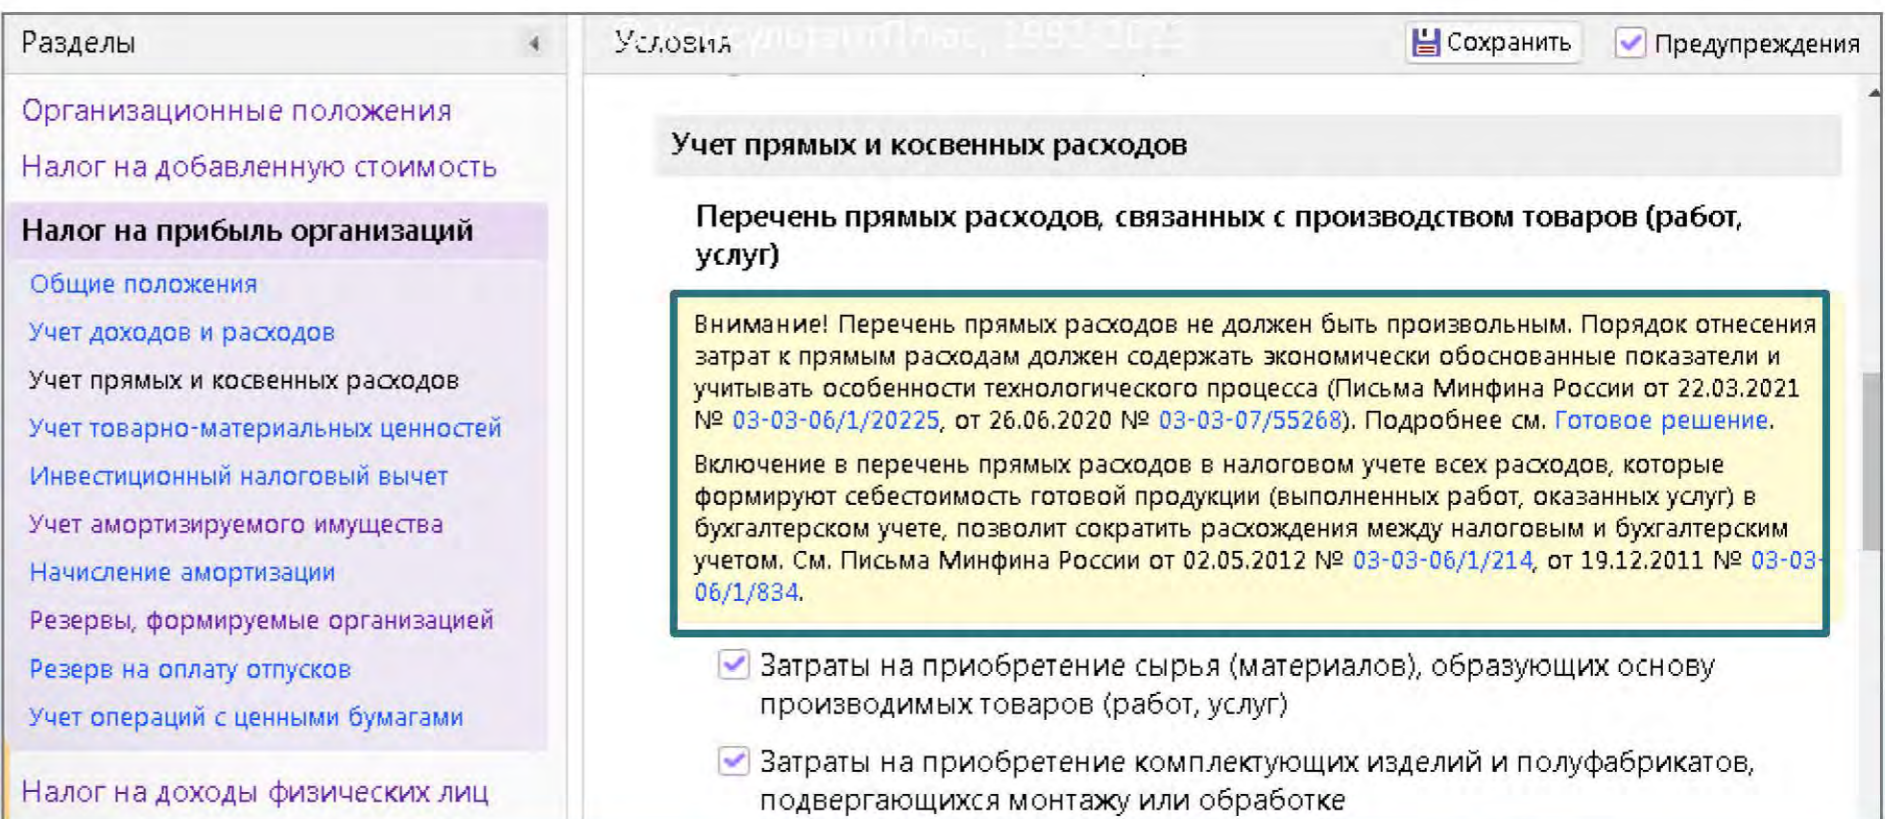 Разделы
Организационные положения
Налог на добавленную стоимость
Налог на прибыль организаций
Общие положения
Учет доходов и расходов
Учет прямых и косвенных расходов
Учет товарно-материальных ценностей
Инвестиционный налоговый вычет
Учет амортизируемого имущества
Начисление амортизации
Резервы, формируемые организацией
Резерв на оплату отпусков
Учет операций с ценными бумагами
Налог на доходы физических лиц
Условия
Сохранить
Предупреждения
Учет прямых и косвенных расходов
Перечень прямых расходов, связанных с производством товаров (работ,
услуг)
Внимание! Перечень прямых расходов не должен быть произвольным. Порядок отнесения
затрат к прямым расходам должен содержать экономически обоснованные показатели и
учитывать особенности технологического процесса (Письма Минфина России от 22.03.2021
№ 03-03-06/1/20225, от 26.06.2020 № 03-03-07/55268). Подробнее см. Готовое решение.
Включение в перечень прямых расходов в налоговом учете всех расходов, которые
формируют себестоимость готовой продукции (выполненных работ, оказанных услуг) в
бухгалтерском учете, позволит сократить расхождения между налоговым и бухгалтерским
учетом. См. Письма Минфина России от 02.05.2012 № 03-03-06/1/214, от 19.12.2011 № 03-03-
06/1/834.
Затраты на приобретение сырья (материалов), образующих основу
производимых товаров (работ, услуг)
Затраты на приобретение комплектующих изделий и полуфабрикатов,
подвергающихся монтажу или обработке